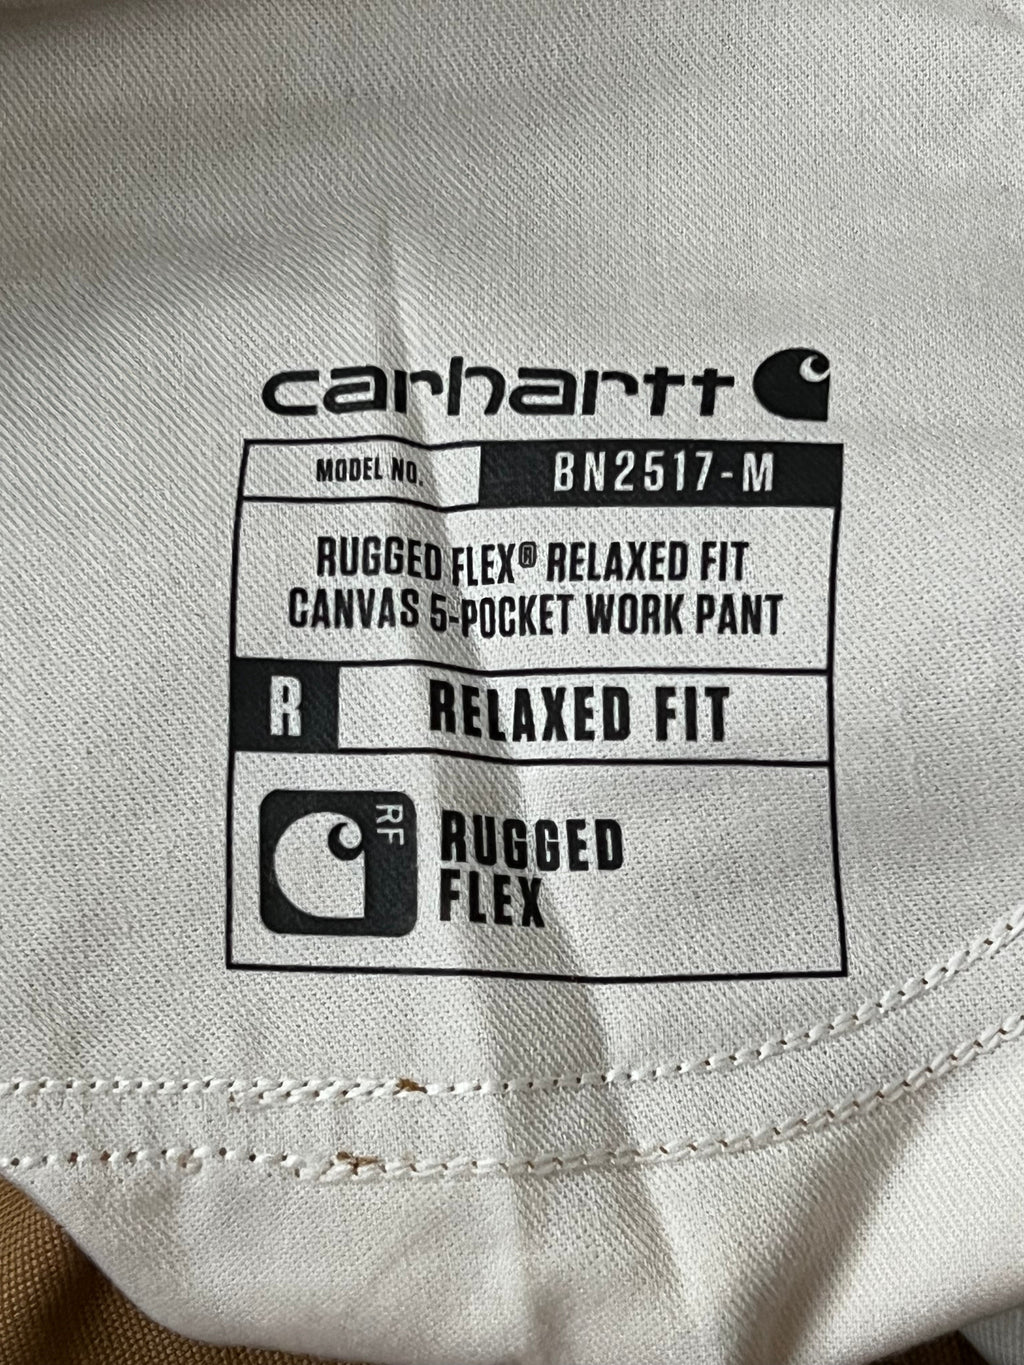 carhartt
MODEL NO. BN2517-M
RUGGED FLEX® RELAXED FIT
CANVAS 5-POCKET WORK PANT
R RELAXED FIT
RF
RUGGED
FLEX